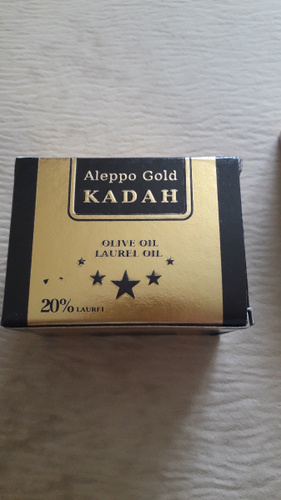 Aleppo Gold
KADAH
OLIVE OIL
LAUREL OIL
20% LAUREL